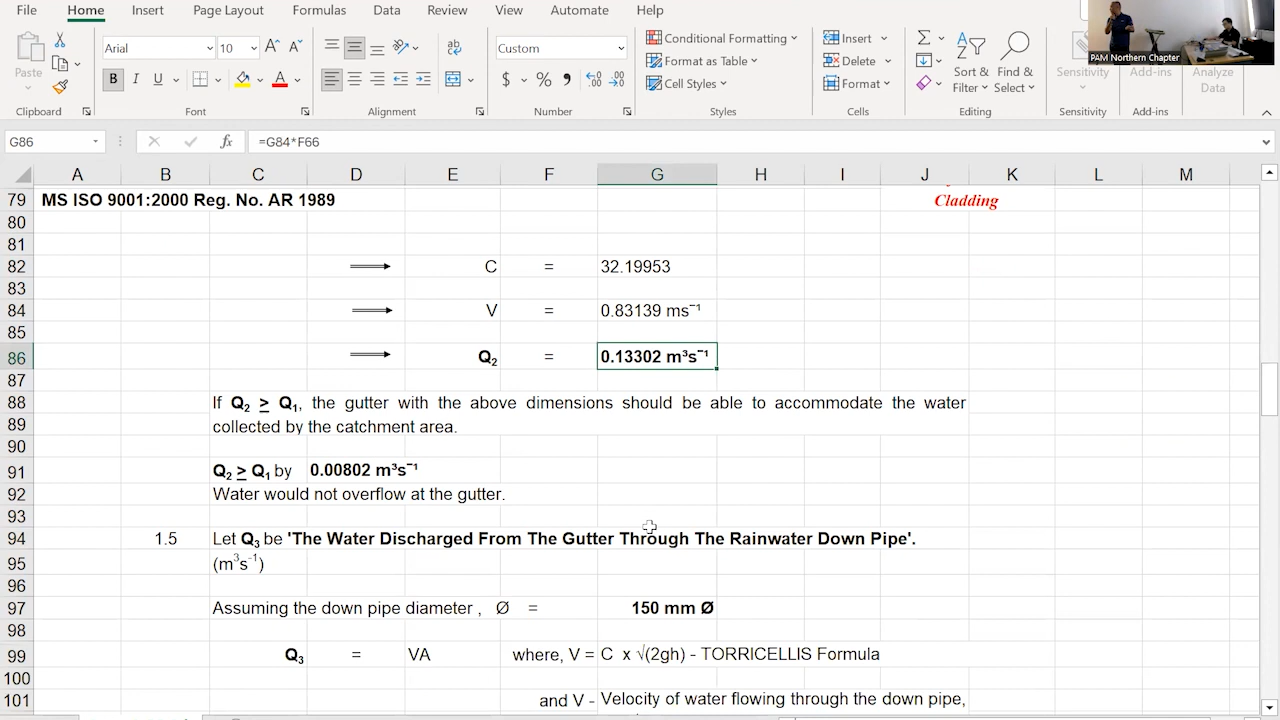 File Home Insert Page Layout Formulas Data Review View Automate Help
PAM Northern Chapter
Paste
Arial 10
B I U
A^ A˅
A
ab
Custom
$ % ,
Conditional Formatting
Format as Table
Cell Styles
Insert
Delete
Format
Sort & Filter
Find & Select
Sensitivity
Add-ins
Analyze Data
Clipboard Font Alignment Number Styles Cells Editing Sensitivity Add-ins
G86 fx =G84*F66
A B C D E F G H I J K L M
79 MS ISO 9001:2000 Reg. No. AR 1989 Cladding
80
81
82 C = 32.19953
83
84 V = 0.83139 ms⁻¹
85
86 Q₂ = 0.13302 m³s⁻¹
87
88 If Q₂ ≥ Q₁, the gutter with the above dimensions should be able to accommodate the water
89 collected by the catchment area.
90
91 Q₂ ≥ Q₁ by 0.00802 m³s⁻¹
92 Water would not overflow at the gutter.
93
94 1.5 Let Q₃ be 'The Water Discharged From The Gutter Through The Rainwater Down Pipe'.
95 (m³s⁻¹)
96
97 Assuming the down pipe diameter , Ø = 150 mm Ø
98
99 Q₃ = VA where, V = C x √(2gh) - TORRICELLIS Formula
100
101 and V - Velocity of water flowing through the down pipe,